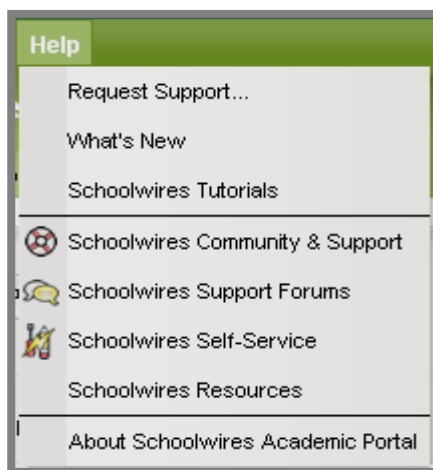 Help
Request Support...
What's New
Schoolwires Tutorials
Schoolwires Community & Support
Schoolwires Support Forums
Schoolwires Self-Service
Schoolwires Resources
About Schoolwires Academic Portal